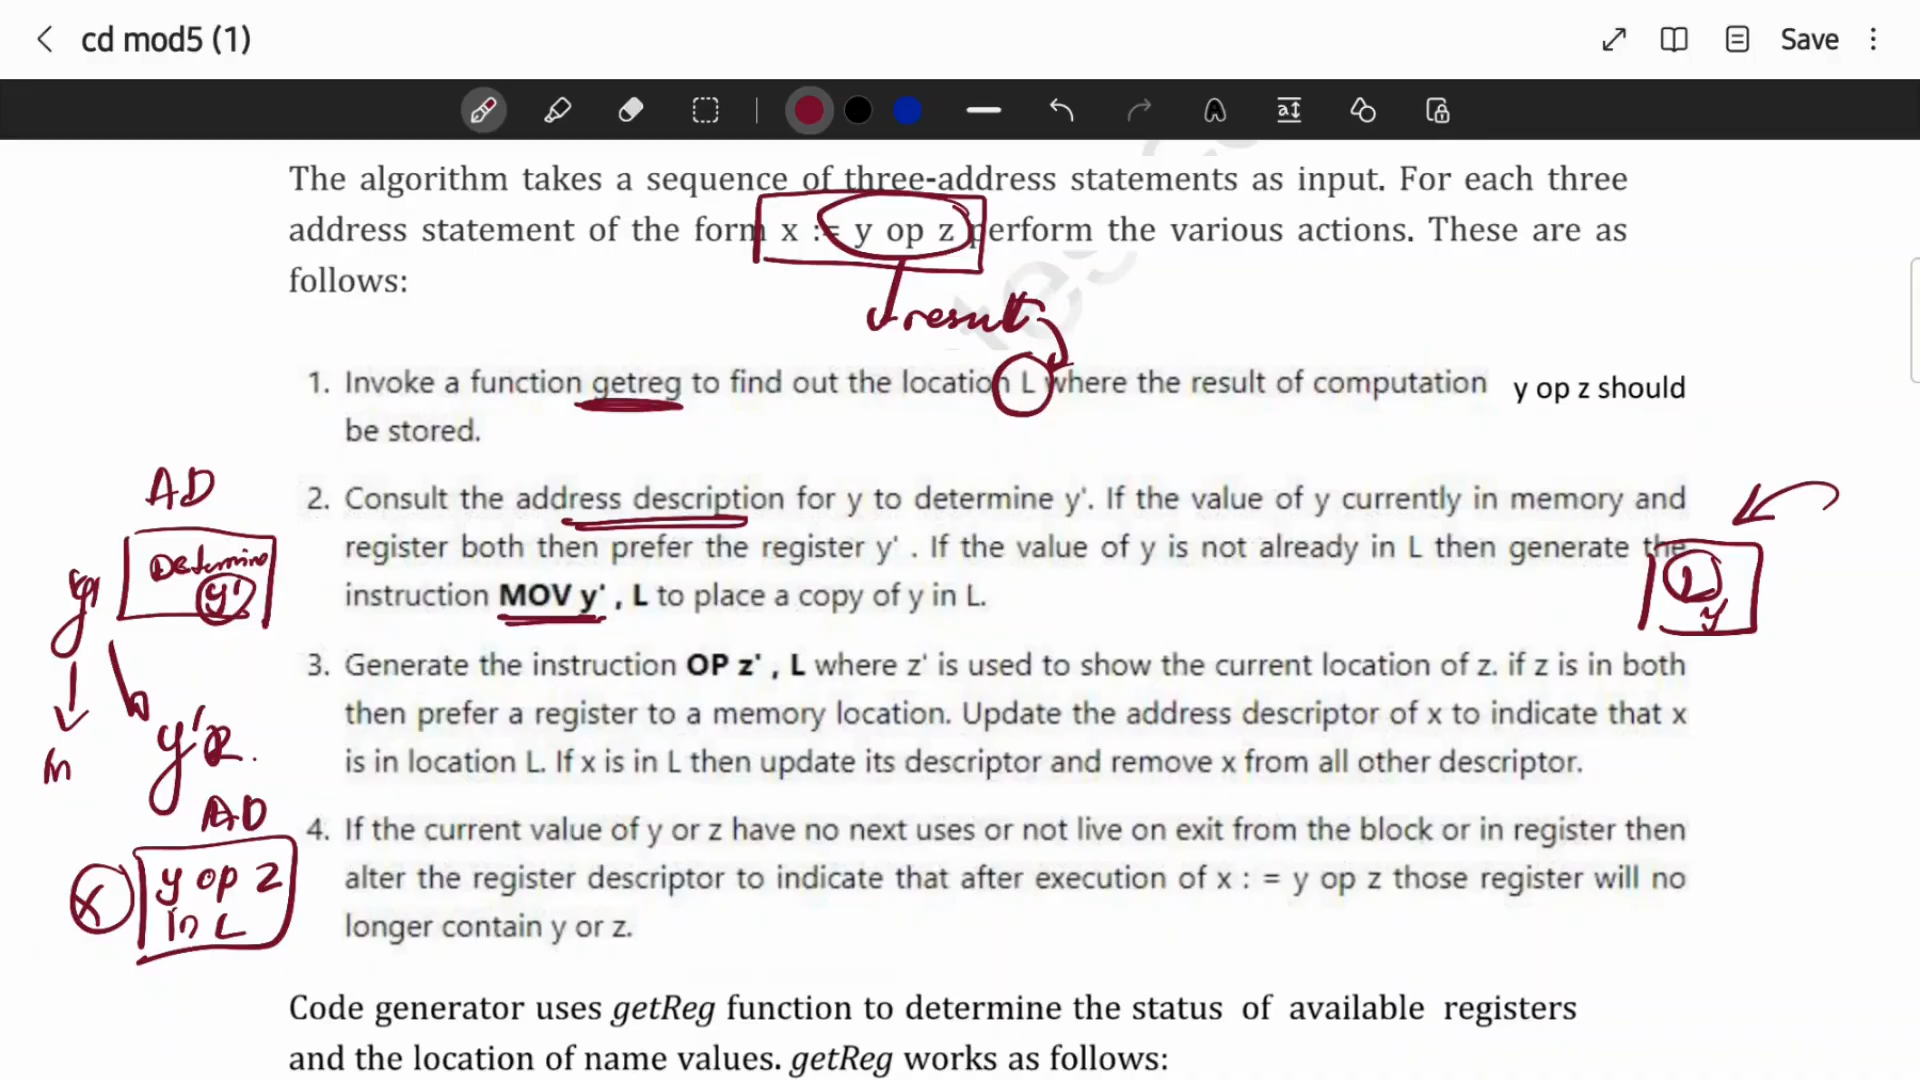 cd mod5 (1)
Save
The algorithm takes a sequence of three-address statements as input. For each three
address statement of the form x := y op z perform the various actions. These are as
follows:
result
1. Invoke a function getreg to find out the location L where the result of computation y op z should
be stored.
AD
2. Consult the address description for y to determine y'. If the value of y currently in memory and
register both then prefer the register y' . If the value of y is not already in L then generate the
instruction MOV y' , L to place a copy of y in L.
Determine
y'
y
L
y
3. Generate the instruction OP z' , L where z' is used to show the current location of z. if z is in both
then prefer a register to a memory location. Update the address descriptor of x to indicate that x
is in location L. If x is in L then update its descriptor and remove x from all other descriptor.
m
y'R.
AD
4. If the current value of y or z have no next uses or not live on exit from the block or in register then
alter the register descriptor to indicate that after execution of x : = y op z those register will no
longer contain y or z.
x
y op z
in L
Code generator uses getReg function to determine the status of available registers
and the location of name values. getReg works as follows: